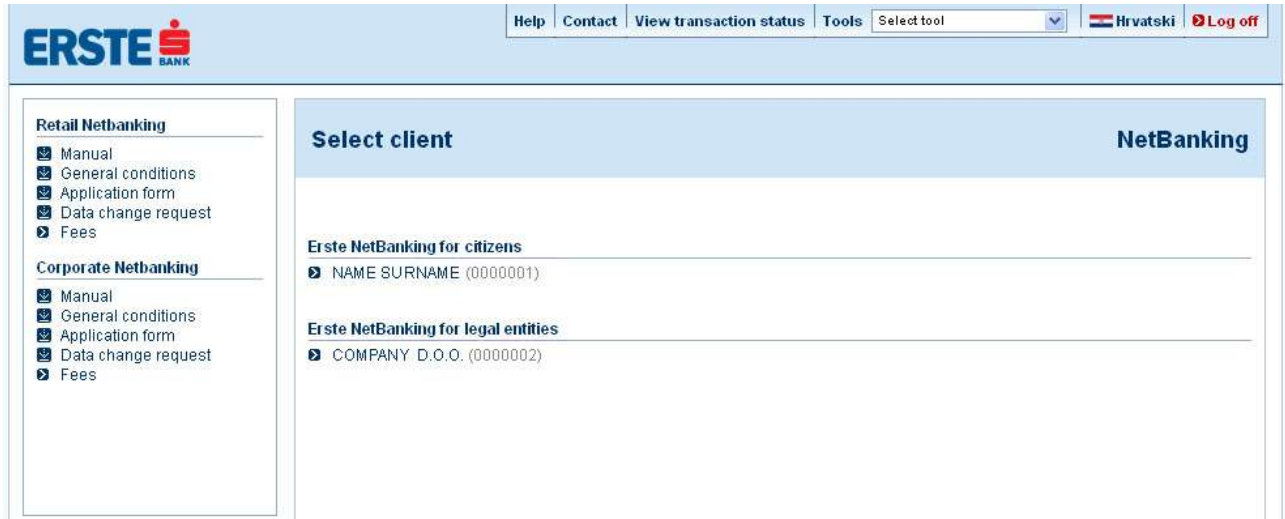 Help Contact View transaction status Tools Select tool Hrvatski Log off
ERSTE
BANK
Retail Netbanking
Manual
General conditions
Application form
Data change request
Fees
Corporate Netbanking
Manual
General conditions
Application form
Data change request
Fees
Select client NetBanking
Erste NetBanking for citizens
NAME SURNAME (0000001)
Erste NetBanking for legal entities
COMPANY D.O.O. (0000002)